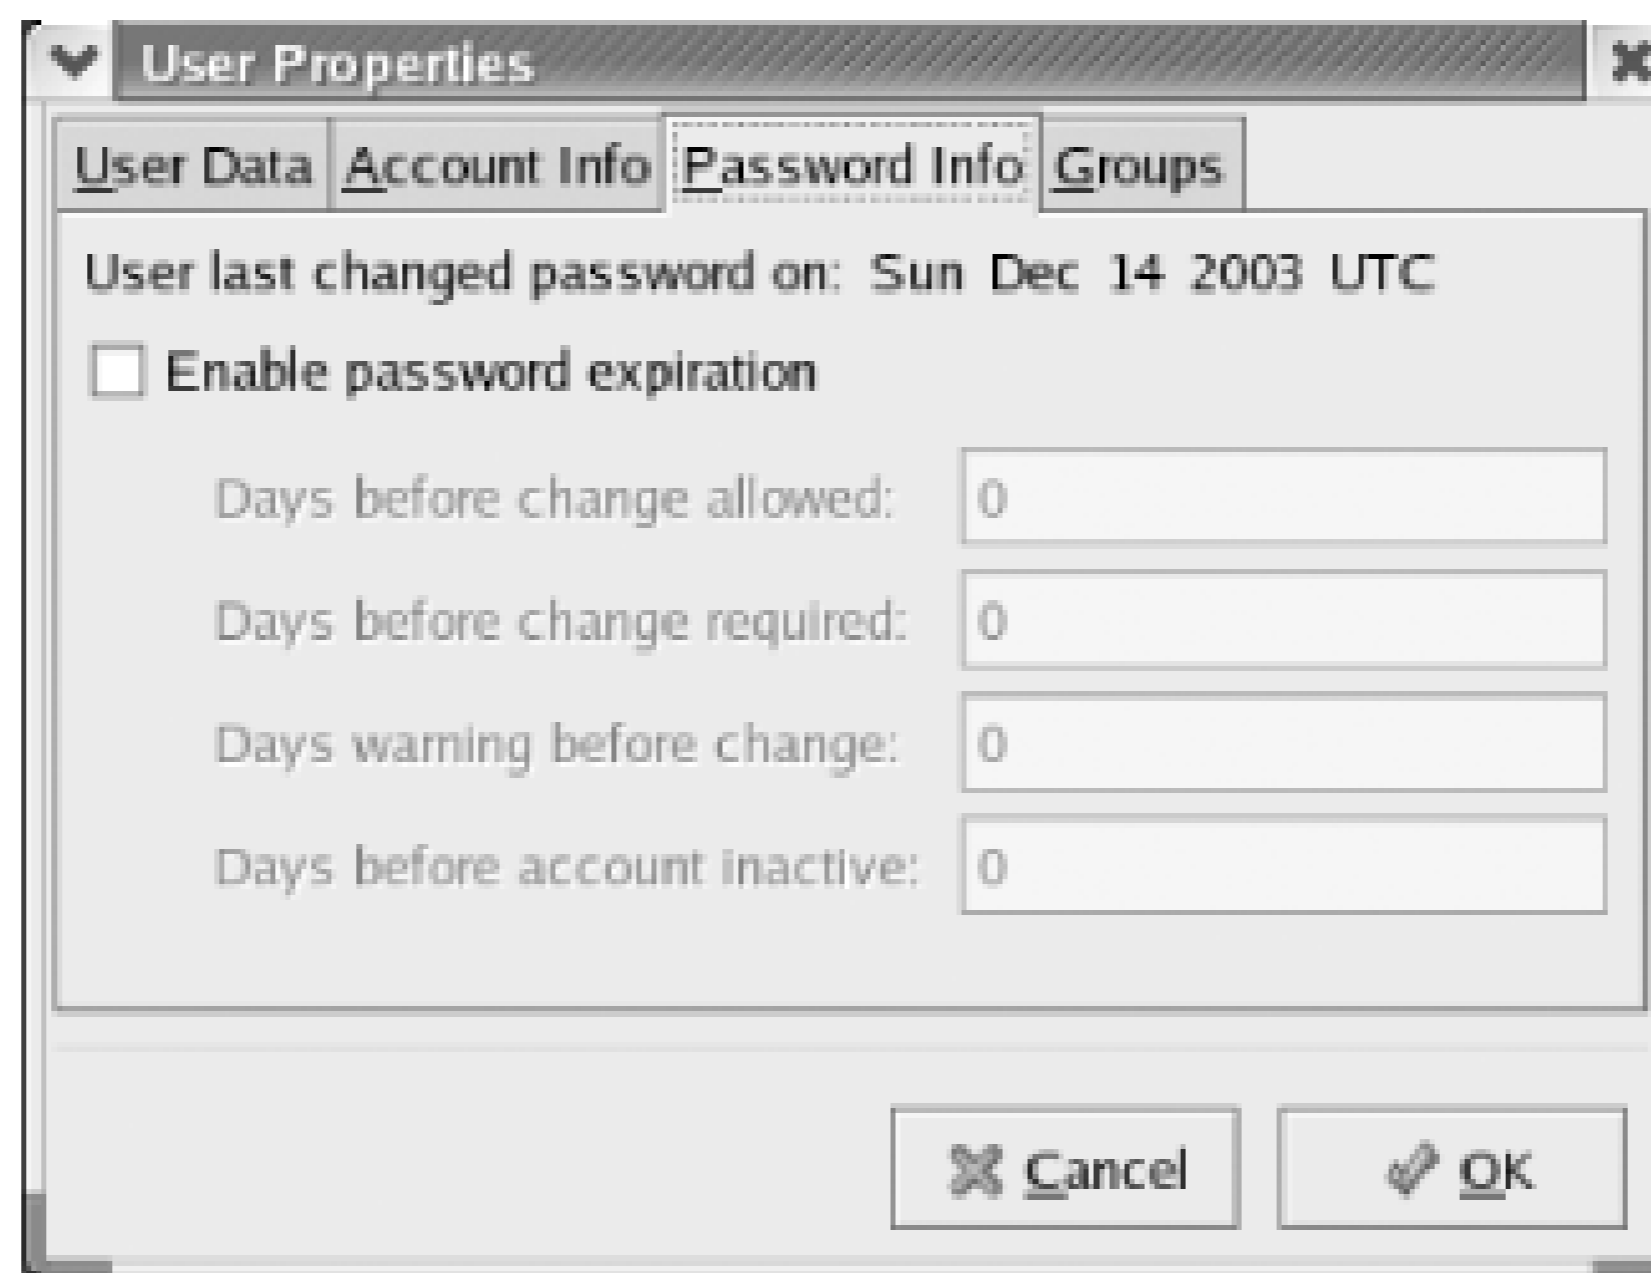 User Properties
User Data Account Info Password Info Groups
User last changed password on: Sun Dec 14 2003 UTC
Enable password expiration
Days before change allowed: 0
Days before change required: 0
Days warning before change: 0
Days before account inactive: 0
Cancel OK